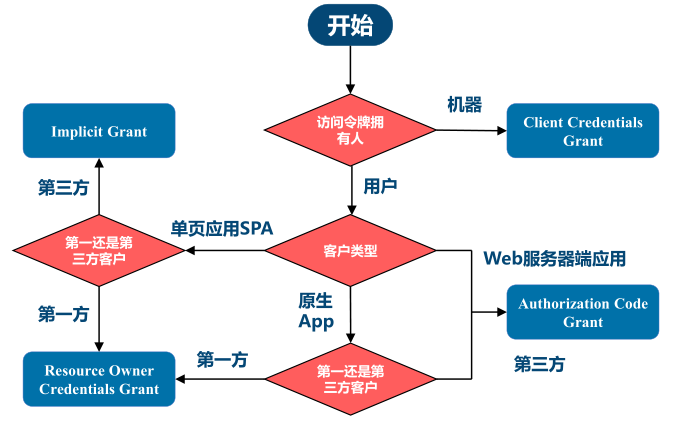 开始
访问令牌拥
有人
机器
Client Credentials
Grant
Implicit Grant
用户
第三方
单页应用SPA
第一还是第
三方客户
客户类型
Web服务器端应用
原生
App
第一方
Authorization Code
Grant
第三方
第一方
第一还是第
三方客户
Resource Owner
Credentials Grant